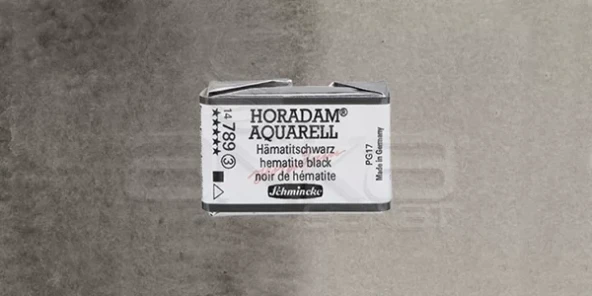 HORADAM®
AQUARELL
Hämatitschwarz
hematite black
noir de hématite
Schmincke
14 789 3
★★★★★
PG17
Made in Germany